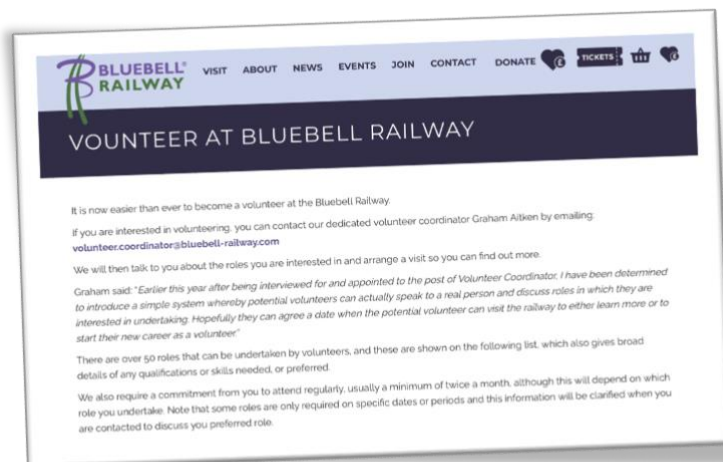 BLUEBELL®
RAILWAY
VISIT ABOUT NEWS EVENTS JOIN CONTACT DONATE £ TICKETS £
VOUNTEER AT BLUEBELL RAILWAY
It is now easier than ever to become a volunteer at the Bluebell Railway.
If you are interested in volunteering, you can contact our dedicated volunteer coordinator Graham Aitken by emailing:
volunteer.coordinator@bluebell-railway.com
We will then talk to you about the roles you are interested in and arrange a visit so you can find out more.
Graham said: "Earlier this year after being interviewed for and appointed to the post of Volunteer Coordinator, I have been determined
to introduce a simple system whereby potential volunteers can actually speak to a real person and discuss roles in which they are
interested in undertaking. Hopefully they can agree a date when the potential volunteer can visit the railway to either learn more or to
start their new career as a volunteer."
There are over 50 roles that can be undertaken by volunteers, and these are shown on the following list, which also gives broad
details of any qualifications or skills needed, or preferred.
We also require a commitment from you to attend regularly, usually a minimum of twice a month, although this will depend on which
role you undertake. Note that some roles are only required on specific dates or periods and this information will be clarified when you
are contacted to discuss you preferred role.